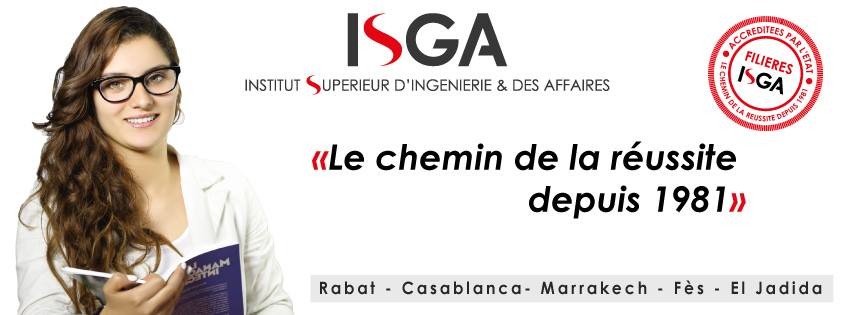 ISGA
INSTITUT SUPERIEUR D'INGENIERIE & DES AFFAIRES
ACCREDITEES PAR L'ETAT
FILIERES
ISGA
LE CHEMIN DE LA REUSSITE DEPUIS 1981
«Le chemin de la réussite
depuis 1981»
Rabat - Casablanca- Marrakech - Fès - El Jadida